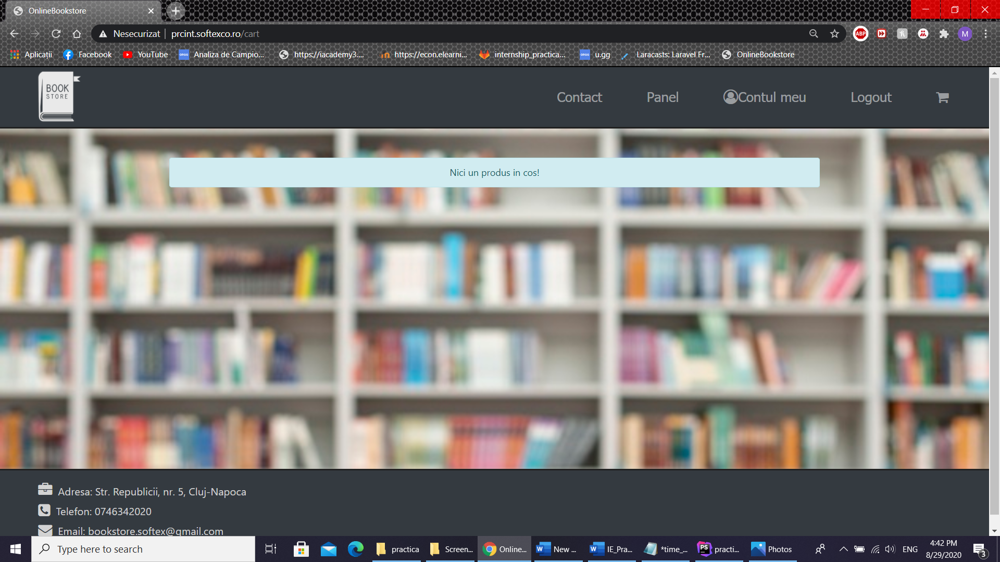 OnlineBookstore
Nesecurizat prcint.softexco.ro/cart
ABP
M
Aplicații Facebook YouTube Analiza de Campio... https://iacademy3.... https://econ.elearni... internship_practica... u.gg Laracasts: Laravel Fr... OnlineBookstore
BOOK
STORE
Contact Panel Contul meu Logout
Nici un produs in cos!
Adresa: Str. Republicii, nr. 5, Cluj-Napoca
Telefon: 0746342020
Email: bookstore.softex@gmail.com
Type here to search practica Screen... Online... New ... IE_Pra... *time_... practi... Photos ENG
4:42 PM
8/29/2020
3